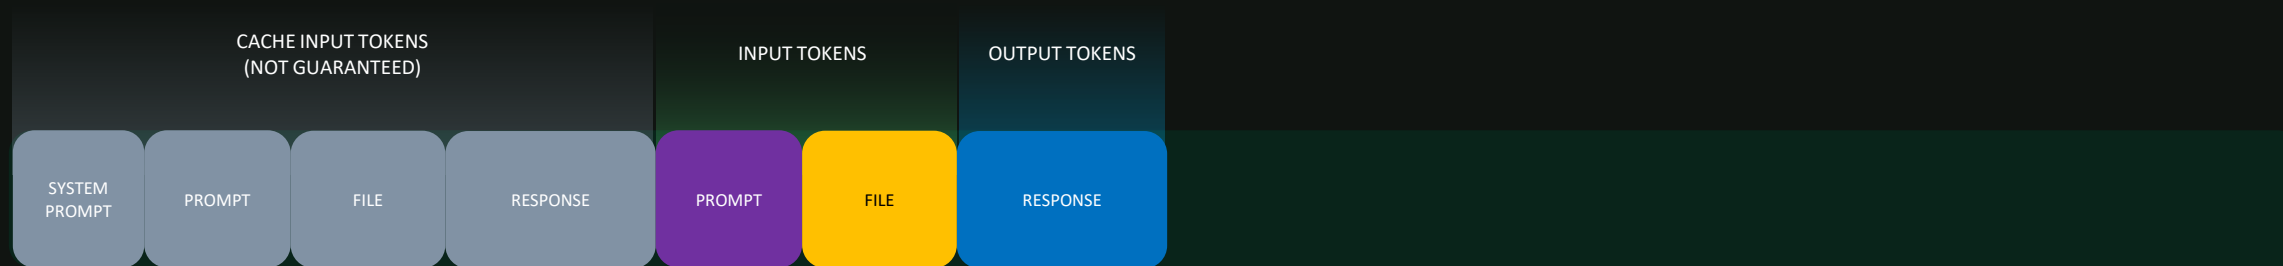 CACHE INPUT TOKENS
(NOT GUARANTEED)
INPUT TOKENS
OUTPUT TOKENS
SYSTEM
PROMPT
PROMPT
FILE
RESPONSE
PROMPT
FILE
RESPONSE